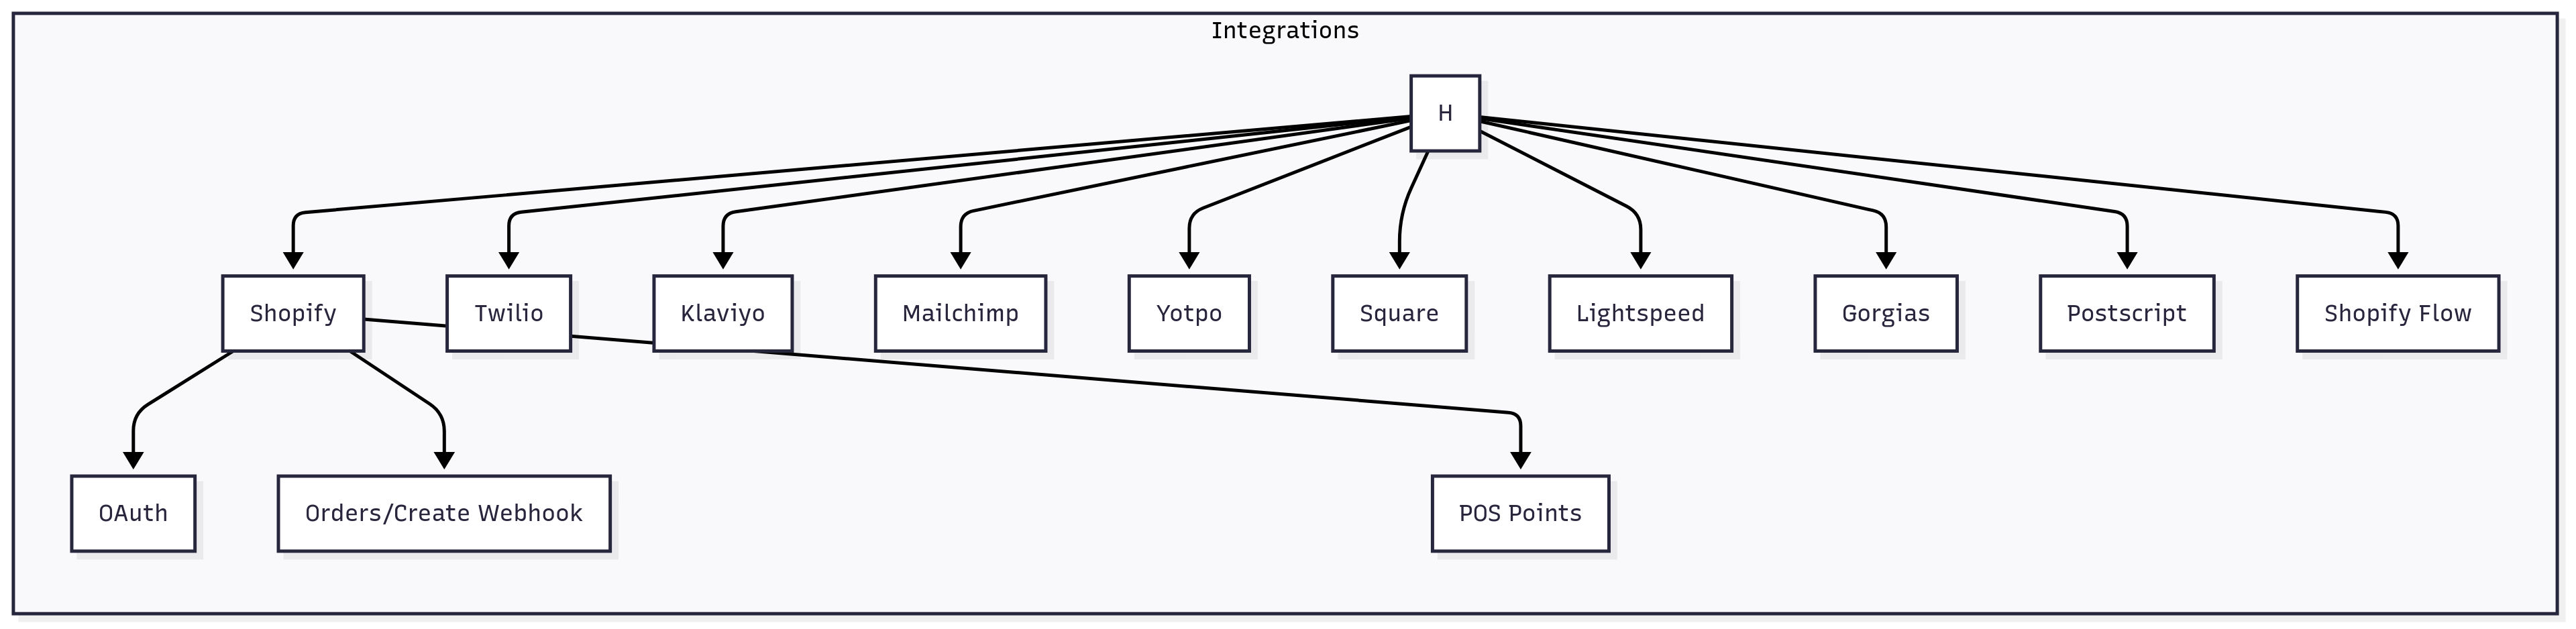 Integrations
H
Shopify
Twilio
Klaviyo
Mailchimp
Yotpo
Square
Lightspeed
Gorgias
Postscript
Shopify Flow
OAuth
Orders/Create Webhook
POS Points